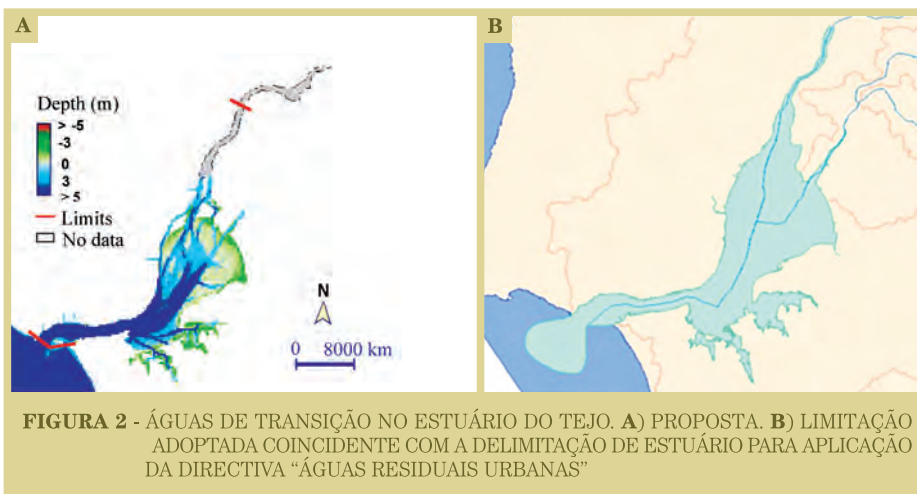 A
Depth (m)
> -5
-3
0
3
> 5
Limits
No data
N
0 8000 km
B
FIGURA 2 - ÁGUAS DE TRANSIÇÃO NO ESTUÁRIO DO TEJO. A) PROPOSTA. B) LIMITAÇÃO
ADOPTADA COINCIDENTE COM A DELIMITAÇÃO DE ESTUÁRIO PARA APLICAÇÃO
DA DIRECTIVA “ÁGUAS RESIDUAIS URBANAS”